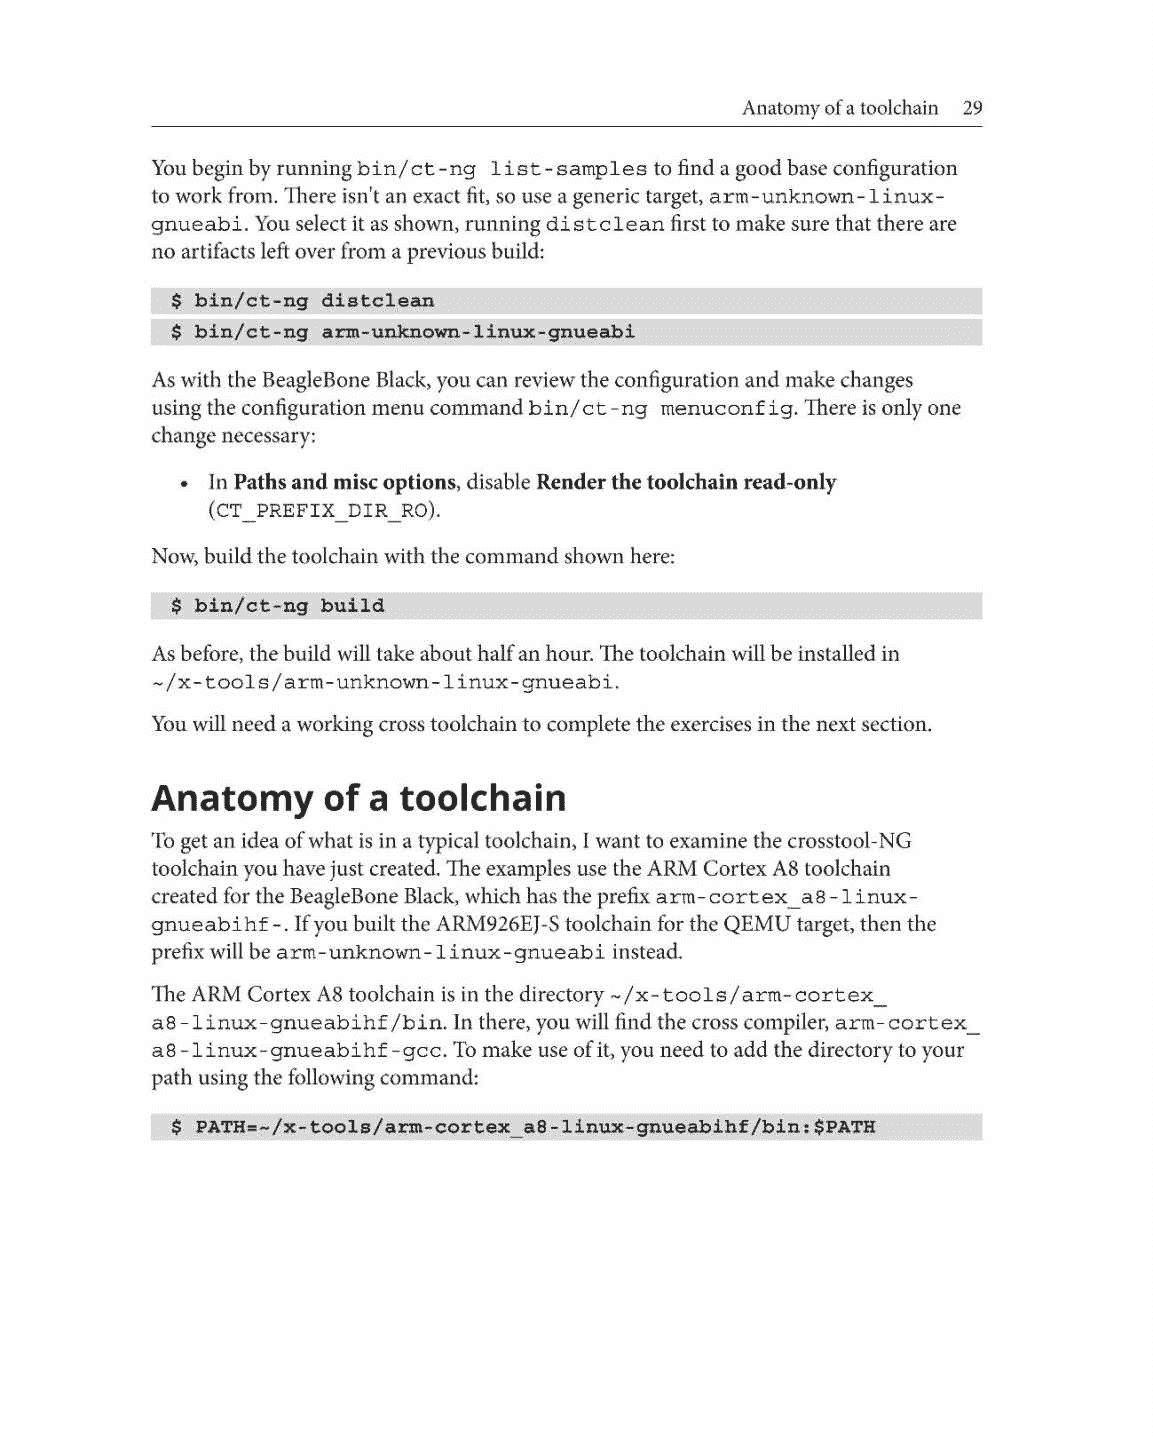 Anatomy of a toolchain 29
You begin by running bin/ct-ng list-samples to find a good base configuration
to work from. There isn't an exact fit, so use a generic target, arm-unknown-linux-
gnueabi. You select it as shown, running distclean first to make sure that there are
no artifacts left over from a previous build:
$ bin/ct-ng distclean
$ bin/ct-ng arm-unknown-linux-gnueabi
As with the BeagleBone Black, you can review the configuration and make changes
using the configuration menu command bin/ct-ng menuconfig. There is only one
change necessary:
• In Paths and misc options, disable Render the toolchain read-only
(CT_PREFIX_DIR_RO).
Now, build the toolchain with the command shown here:
$ bin/ct-ng build
As before, the build will take about half an hour. The toolchain will be installed in
~/x-tools/arm-unknown-linux-gnueabi.
You will need a working cross toolchain to complete the exercises in the next section.
Anatomy of a toolchain
To get an idea of what is in a typical toolchain, I want to examine the crosstool-NG
toolchain you have just created. The examples use the ARM Cortex A8 toolchain
created for the BeagleBone Black, which has the prefix arm-cortex_a8-linux-
gnueabihf-. If you built the ARM926EJ-S toolchain for the QEMU target, then the
prefix will be arm-unknown-linux-gnueabi instead.
The ARM Cortex A8 toolchain is in the directory ~/x-tools/arm-cortex_
a8-linux-gnueabihf/bin. In there, you will find the cross compiler, arm-cortex_
a8-linux-gnueabihf-gcc. To make use of it, you need to add the directory to your
path using the following command:
$ PATH=~/x-tools/arm-cortex_a8-linux-gnueabihf/bin:$PATH